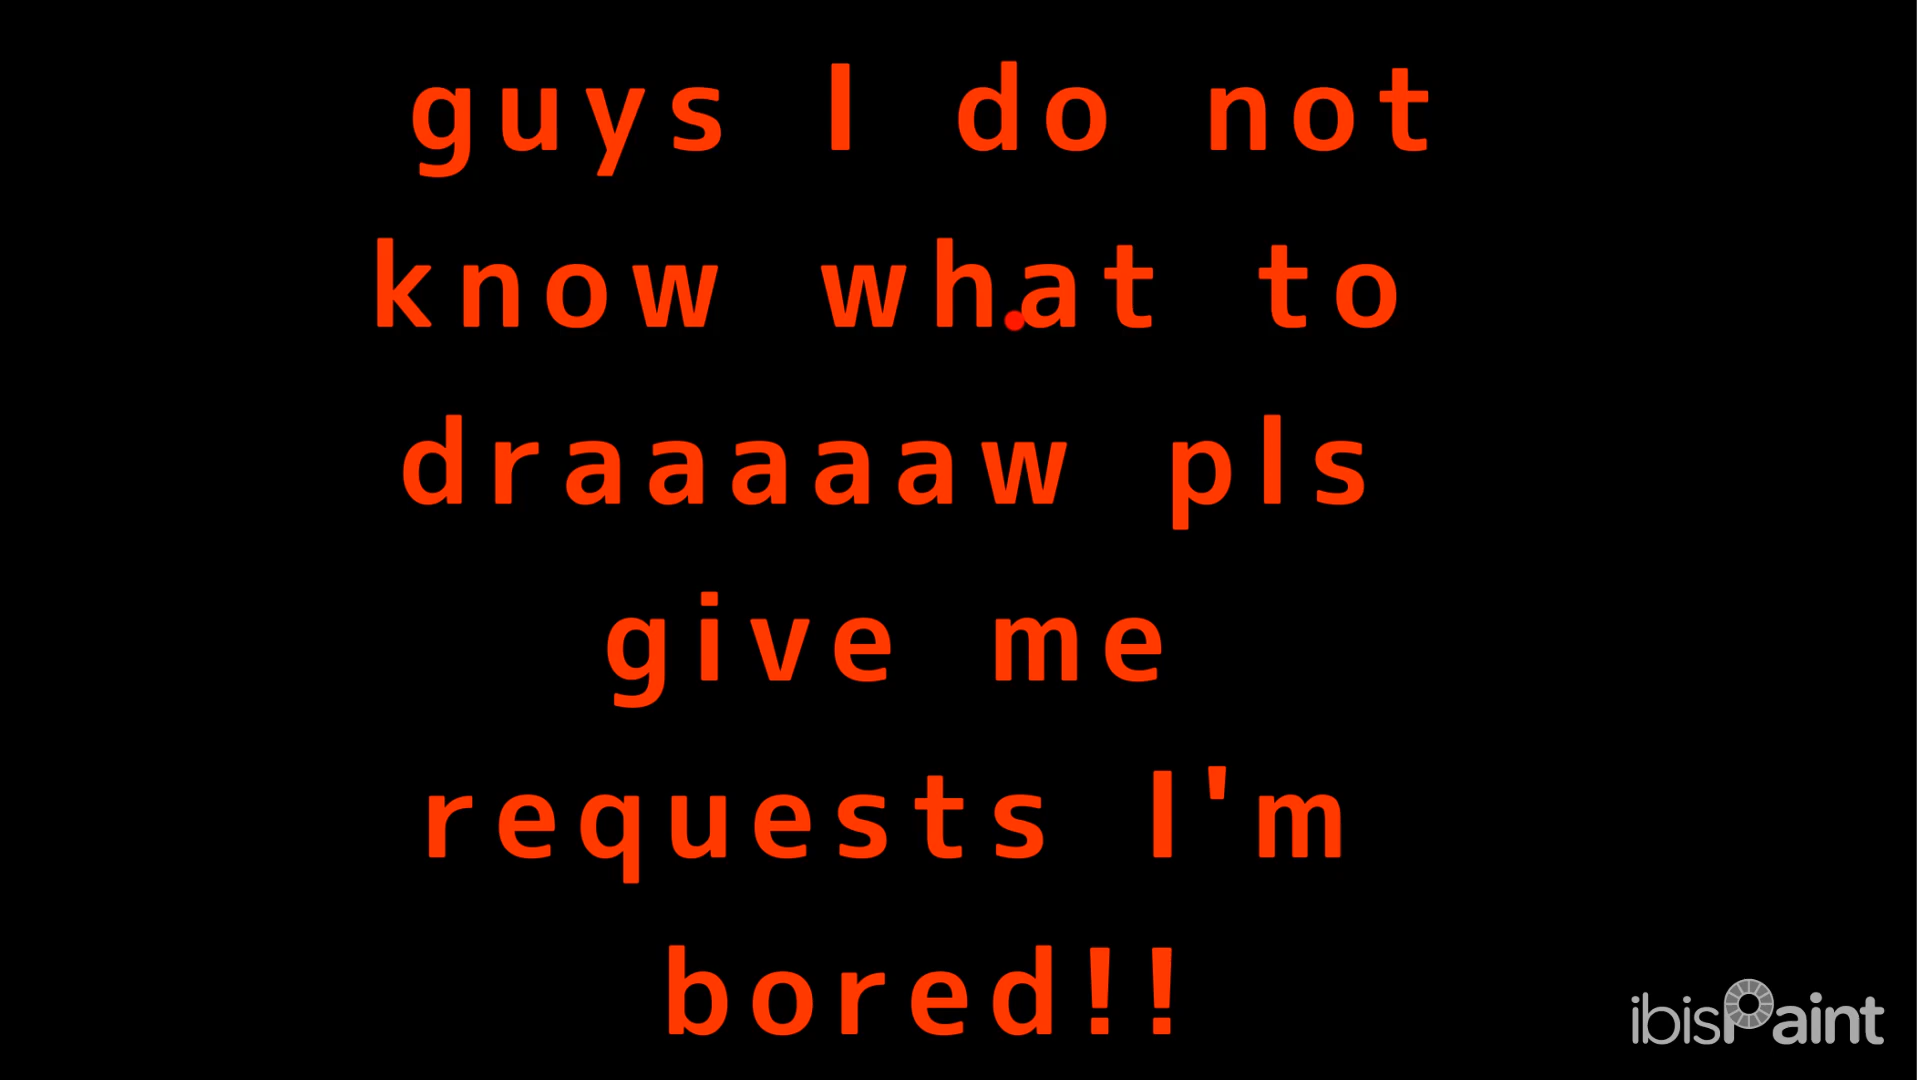 guys I do not
know what to
draaaaaw pls
give me
requests I'm
bored!!
ibisPaint